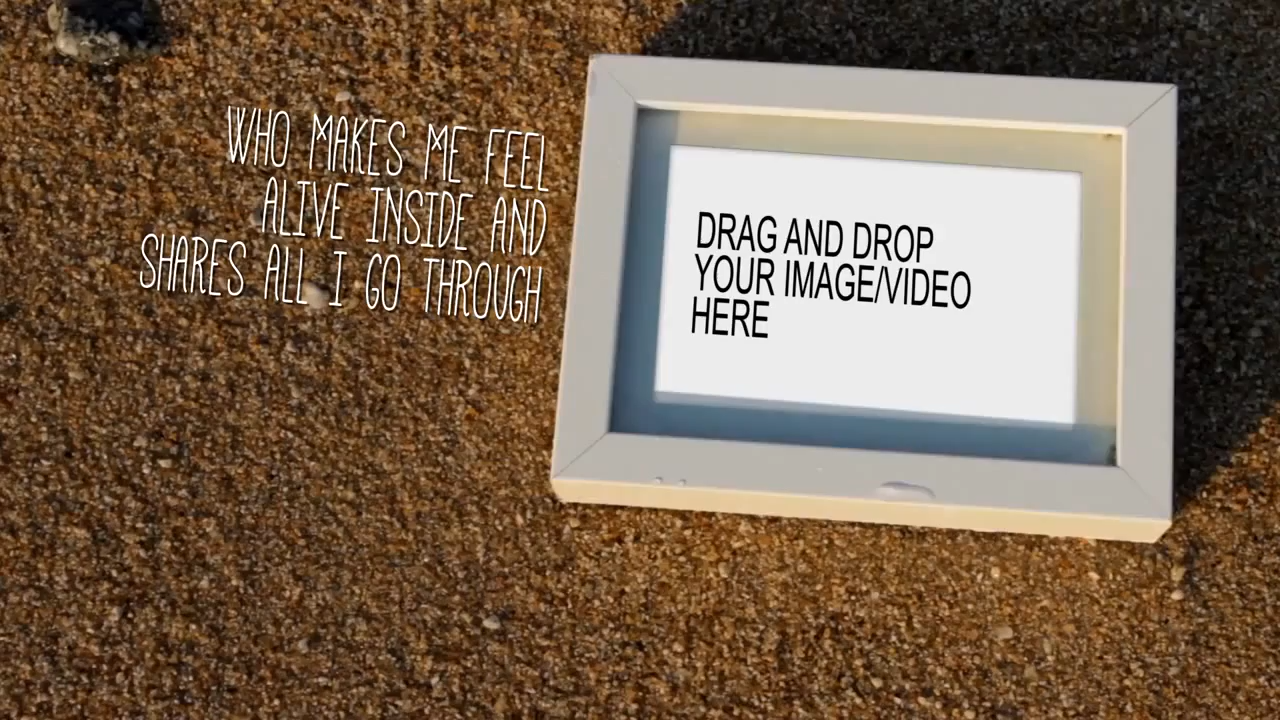 WHO MAKES ME FEEL
ALIVE INSIDE AND
SHARES ALL I GO THROUGH
DRAG AND DROP
YOUR IMAGE/VIDEO
HERE